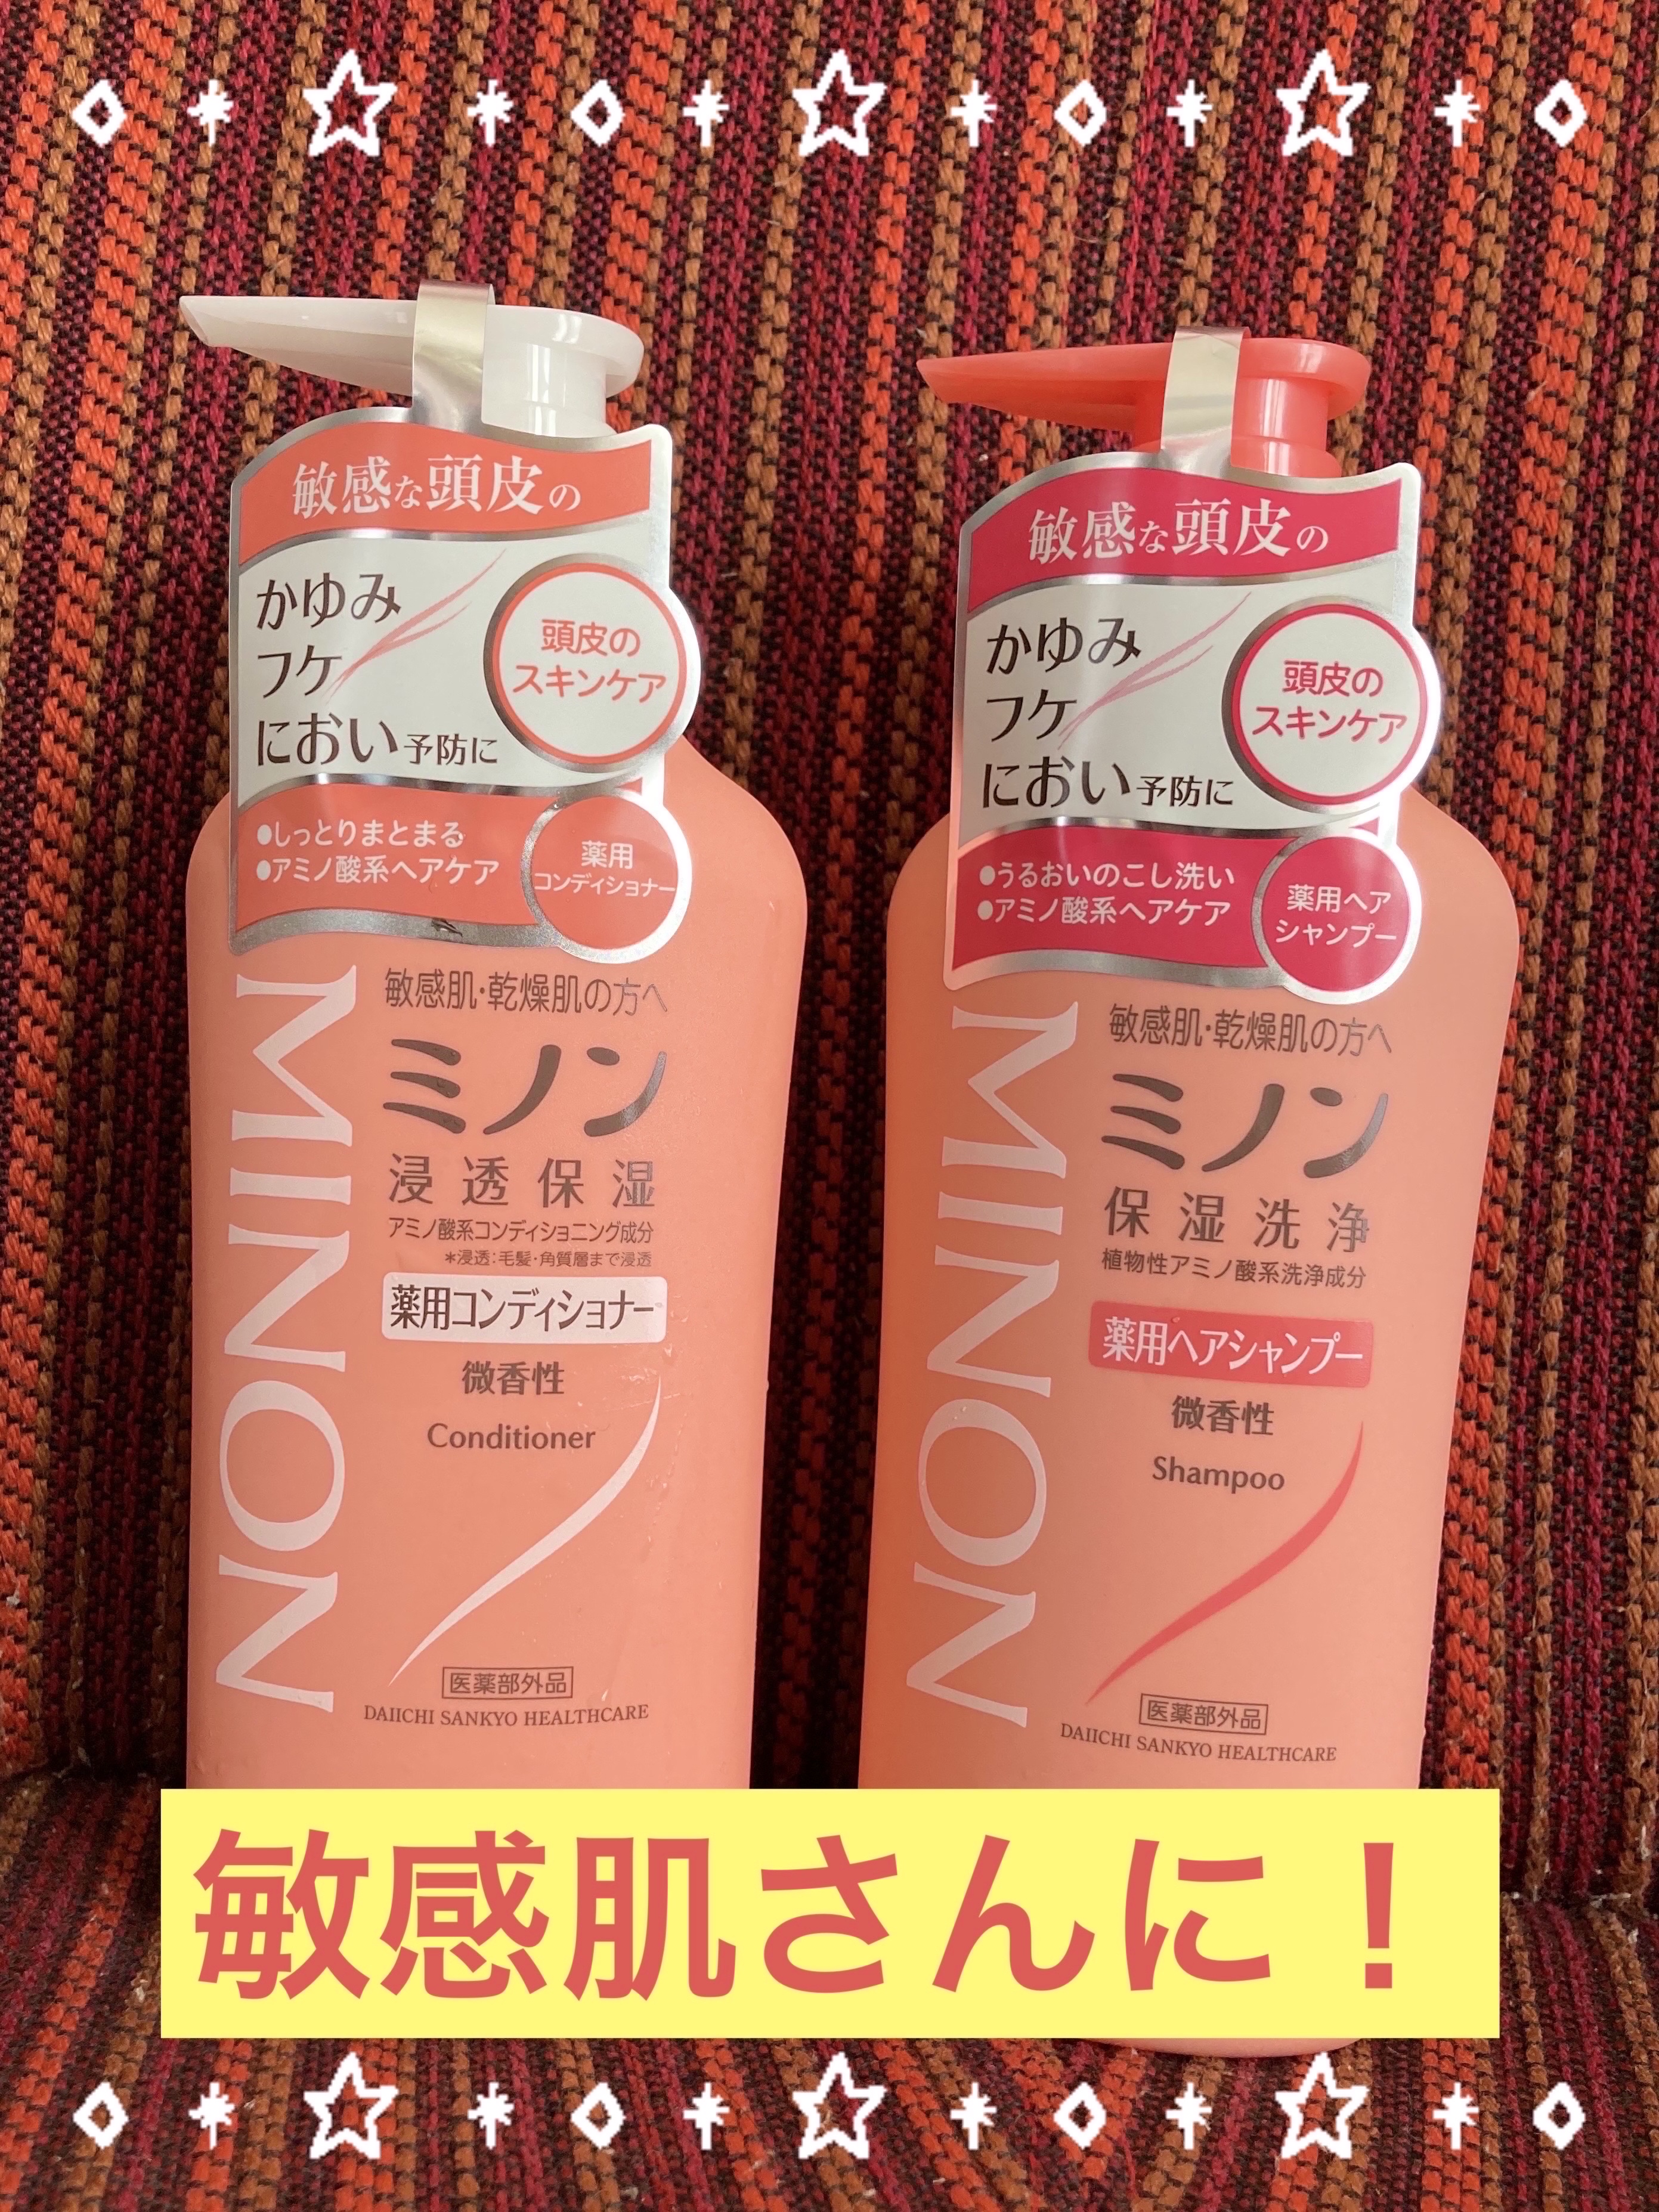 敏感な頭皮の
かゆみ
フケ
におい予防に
頭皮の
スキンケア
●しっとりまとまる
●アミノ酸系ヘアケア
薬用
コンディショナー
MINON
敏感肌・乾燥肌の方へ
ミノン
浸透保湿
アミノ酸系コンディショニング成分
*浸透:毛髪・角質層まで浸透
薬用コンディショナー
微香性
Conditioner
医薬部外品
DAIICHI SANKYO HEALTHCARE
敏感な頭皮の
かゆみ
フケ
におい予防に
頭皮の
スキンケア
●うるおいのこし洗い
●アミノ酸系ヘアケア
薬用ヘア
シャンプー
MINON
敏感肌・乾燥肌の方へ
ミノン
保湿洗浄
植物性アミノ酸系洗浄成分
薬用ヘアシャンプー
微香性
Shampoo
医薬部外品
DAIICHI SANKYO HEALTHCARE
敏感肌さんに！